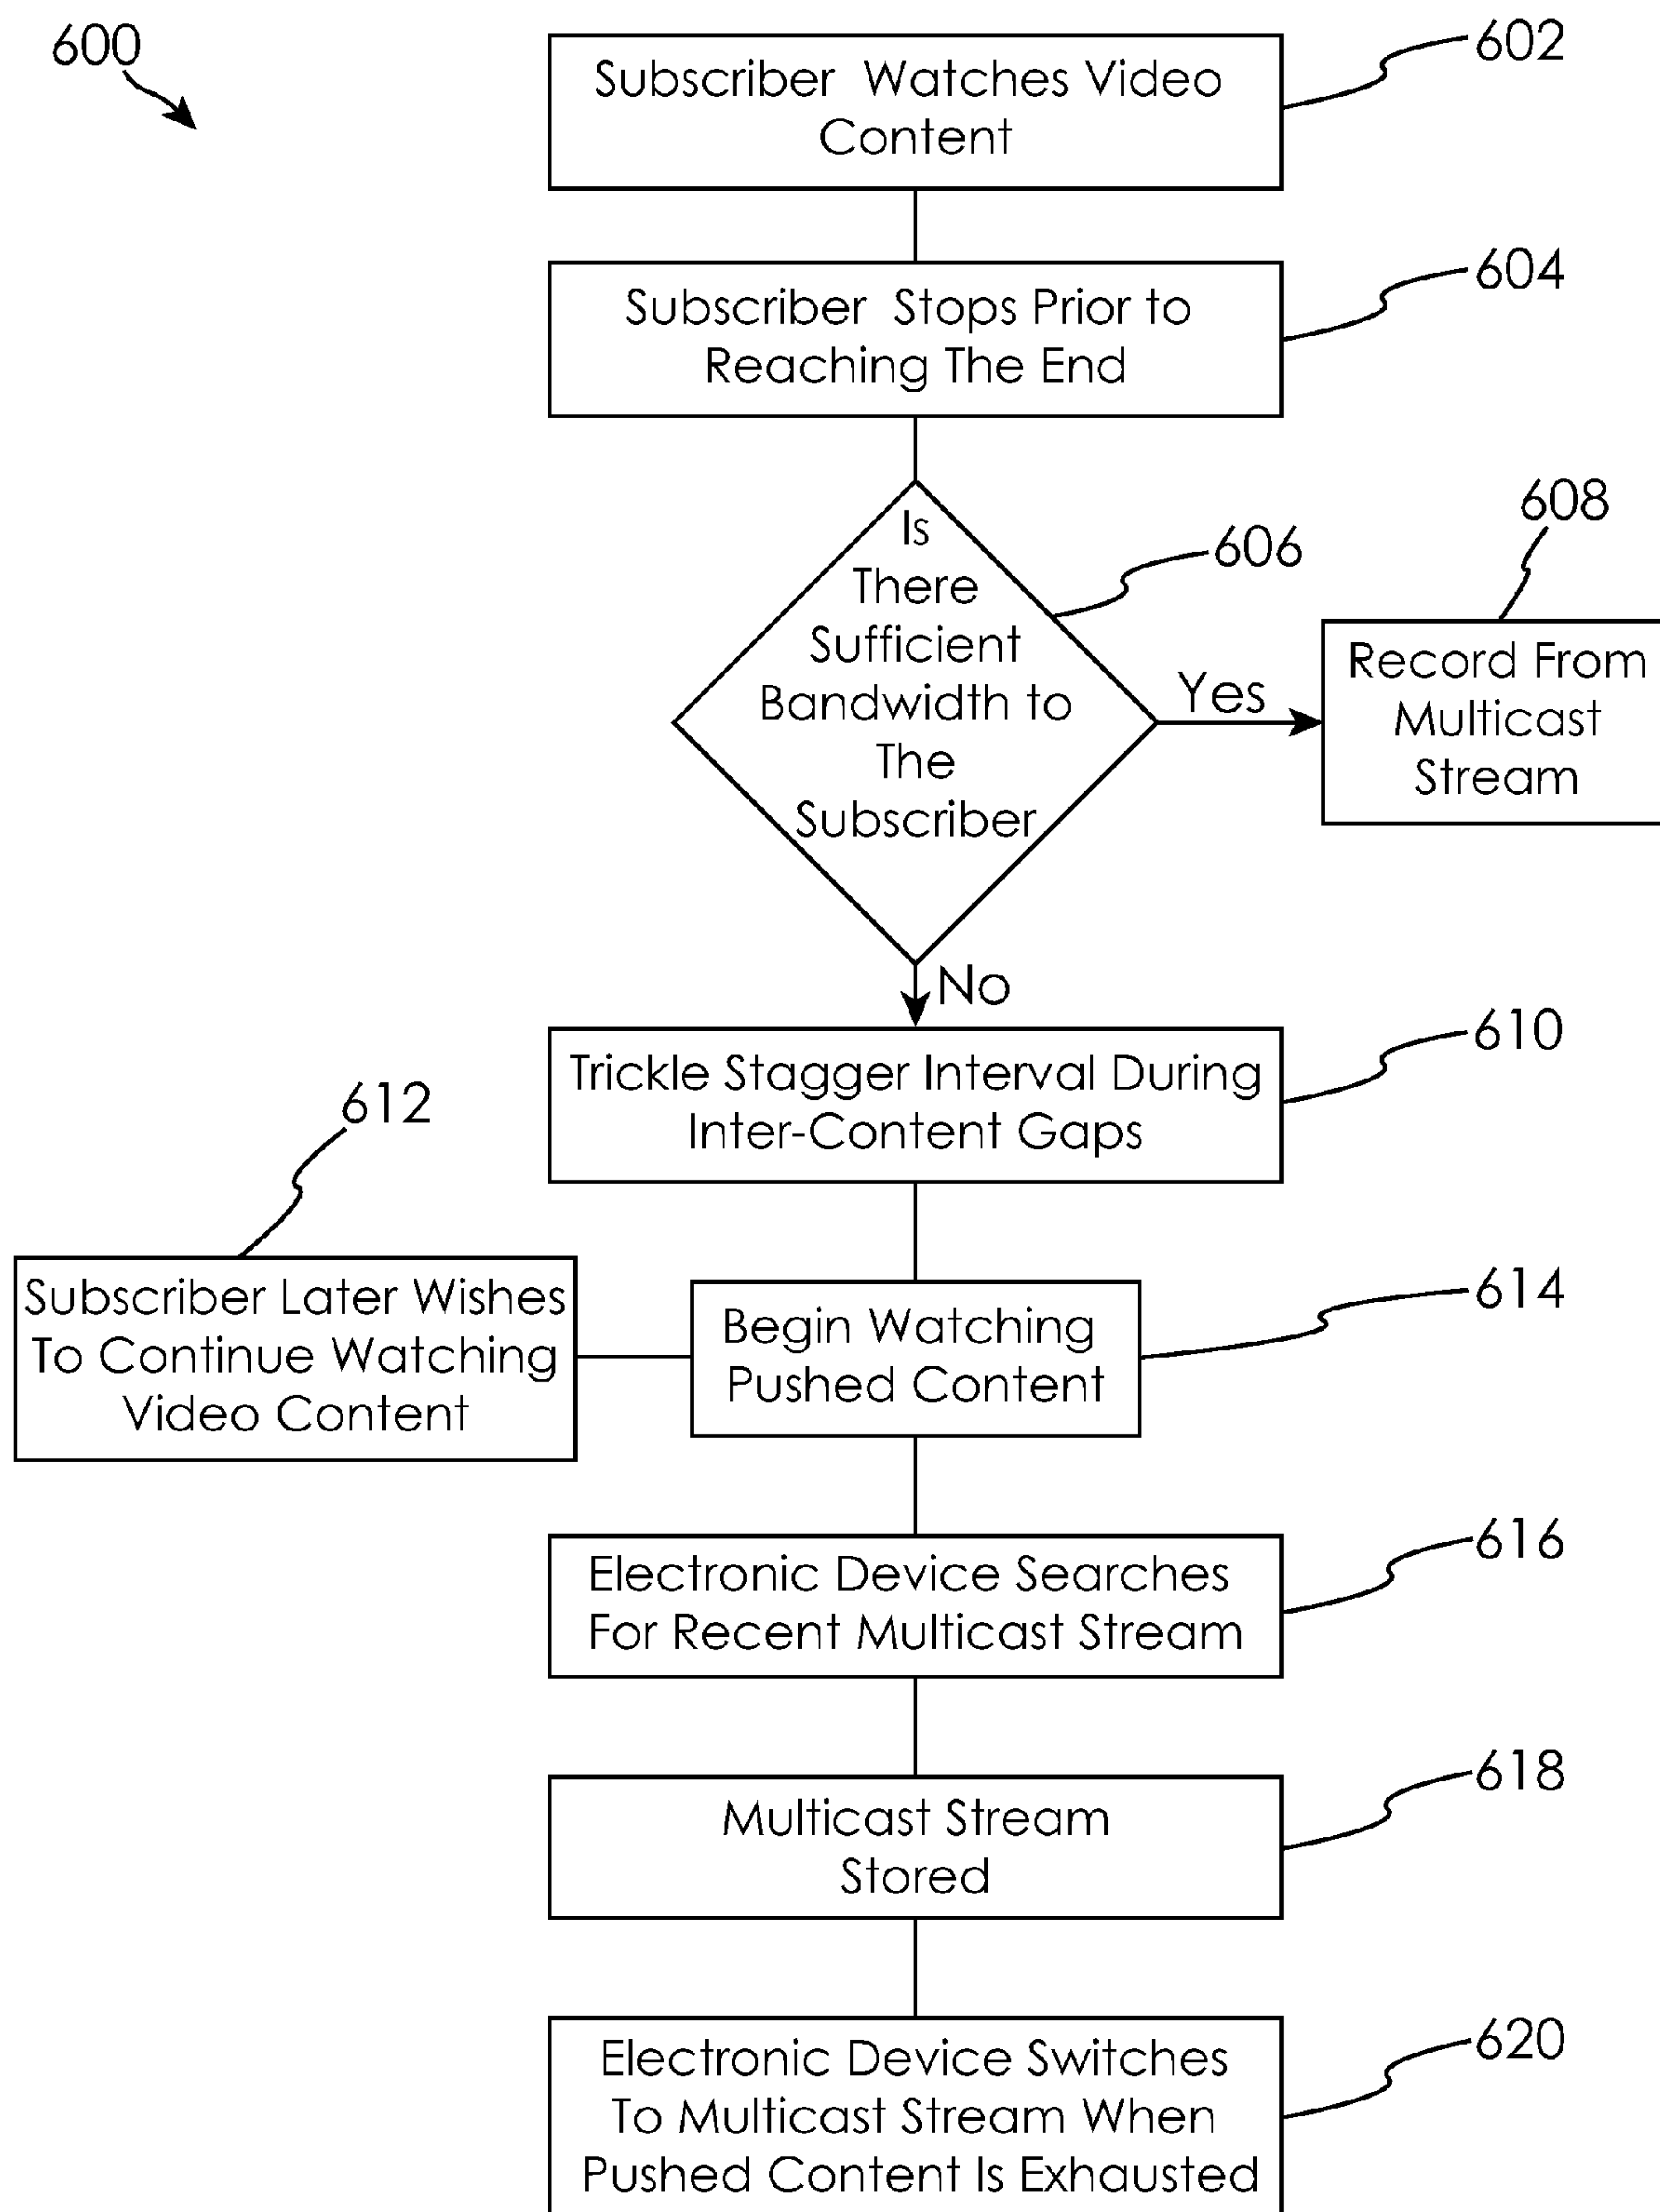 600
602
Subscriber Watches Video
Content
604
Subscriber Stops Prior to
Reaching The End
606
Is
There
Sufficient
Bandwidth to
The
Subscriber
Yes
608
Record From
Multicast
Stream
No
610
Trickle Stagger Interval During
Inter-Content Gaps
612
Subscriber Later Wishes
To Continue Watching
Video Content
614
Begin Watching
Pushed Content
616
Electronic Device Searches
For Recent Multicast Stream
618
Multicast Stream
Stored
620
Electronic Device Switches
To Multicast Stream When
Pushed Content Is Exhausted